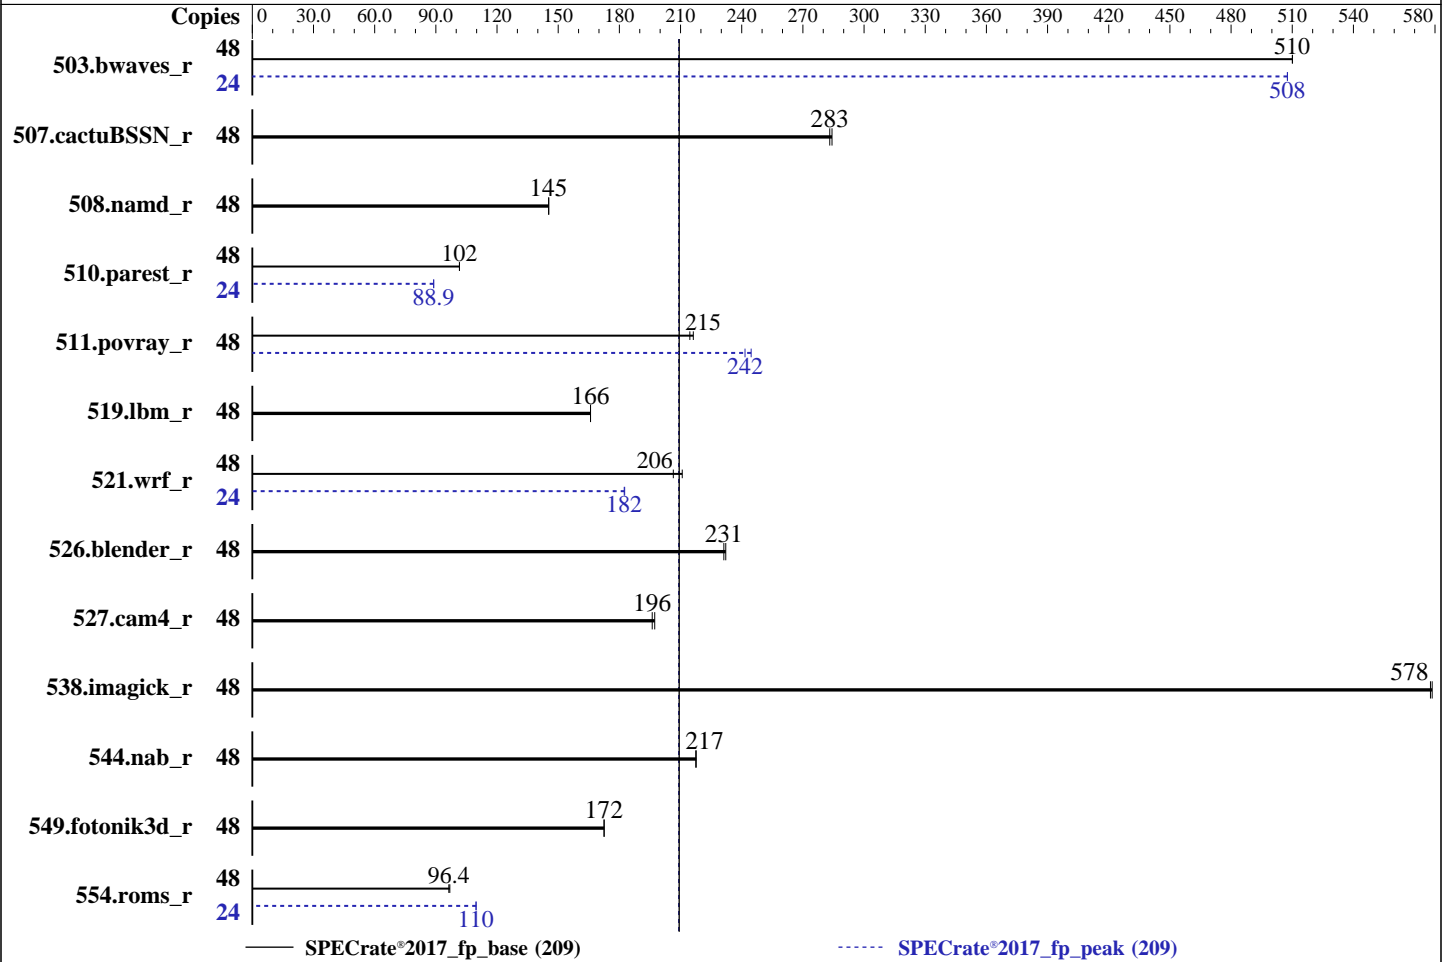 Copies 0 30.0 60.0 90.0 120 150 180 210 240 270 300 330 360 390 420 450 480 510 540 580
503.bwaves_r 48 510
24 508
507.cactuBSSN_r 48 283
508.namd_r 48 145
510.parest_r 48 102
24 88.9
511.povray_r 48 215
242
519.lbm_r 48 166
521.wrf_r 48 206
24 182
526.blender_r 48 231
527.cam4_r 48 196
538.imagick_r 48 578
544.nab_r 48 217
549.fotonik3d_r 48 172
554.roms_r 48 96.4
24 110
SPECrate®2017_fp_base (209) SPECrate®2017_fp_peak (209)